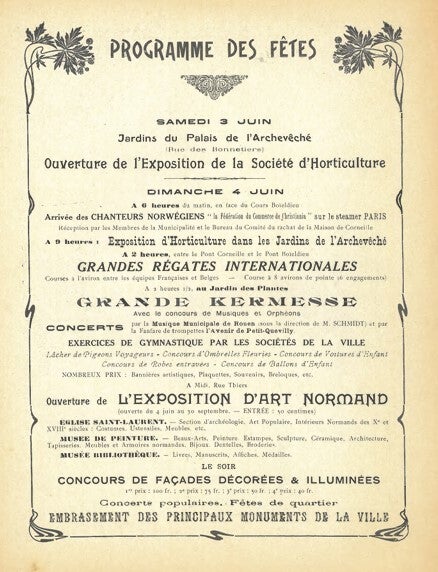 PROGRAMME DES FÊTES
SAMEDI 3 JUIN
Jardins du Palais de l'Archevêché
(Rue des Bonnetiers)
Ouverture de l'Exposition de la Société d'Horticulture
DIMANCHE 4 JUIN
A 6 heures du matin, en face du Cours Boieldieu
Arrivée des CHANTEURS NORWÉGIENS "la Fédération du Commerce de Christiania" sur le steamer PARIS
Réception par les Membres de la Municipalité et le Bureau du Comité du rachat de la Maison de Corneille
A 9 heures : Exposition d'Horticulture dans les Jardins de l'Archevêché
A 2 heures, entre le Pont Corneille et le Pont Boieldieu
GRANDES RÉGATES INTERNATIONALES
Courses à l'aviron entre les équipes Françaises et Belges — Course à 8 avirons de pointe (6 engagements)
A 2 heures 1/2, au Jardin des Plantes
GRANDE KERMESSE
Avec le concours de Musiques et Orphéons
CONCERTS par la Musique Municipale de Rouen (sous la direction de M. SCHMIDT) et par
la Fanfare de trompettes l'Avenir de Petit-Quevilly
EXERCICES DE GYMNASTIQUE PAR LES SOCIÉTÉS DE LA VILLE
Lâcher de Pigeons Voyageurs - Concours d'Ombrelles Fleuries - Concours de Voitures d'Enfant
Concours de Robes entravées - Concours de Ballons d'Enfant
NOMBREUX PRIX : Bannières artistiques, Plaquettes, Souvenirs, Breloques, etc.
A Midi, Rue Thiers
Ouverture de L'EXPOSITION D'ART NORMAND
(ouverte du 4 juin au 30 septembre. — ENTRÉE : 50 centimes)
EGLISE SAINT-LAURENT. — Section d'archéologie, Art Populaire, Intérieurs Normands des Xe et
XVIIIe siècles : Costumes, Ustensiles, Meubles, etc.
MUSEE DE PEINTURE. — Beaux-Arts, Peinture Estampes, Sculpture, Céramique, Architecture,
Tapisseries, Meubles et Armoires normandes, Bijoux, Dentelles, Broderies.
MUSÉE BIBLIOTHÈQUE. — Livres, Manuscrits, Affiches, Médailles.
LE SOIR
CONCOURS DE FAÇADES DÉCORÉES & ILLUMINÉES
1er prix : 100 fr. ; 2e prix : 75 fr. ; 3e prix : 50 fr. ; 4e prix : 40 fr.
Concerts populaires. Fêtes de quartier
EMBRASEMENT DES PRINCIPAUX MONUMENTS DE LA VILLE